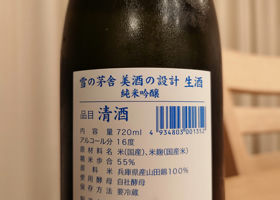 雪の茅舎 美酒の設計 生酒
純米吟醸
品目 清酒
内容量 720ml
アルコール分 16度
原材料名 米(国産)、米麹(国産米)
精米歩合 55%
原料米 兵庫県産山田錦100%
使用酵母 自社酵母
保存方法 要冷蔵
4 934803 001312